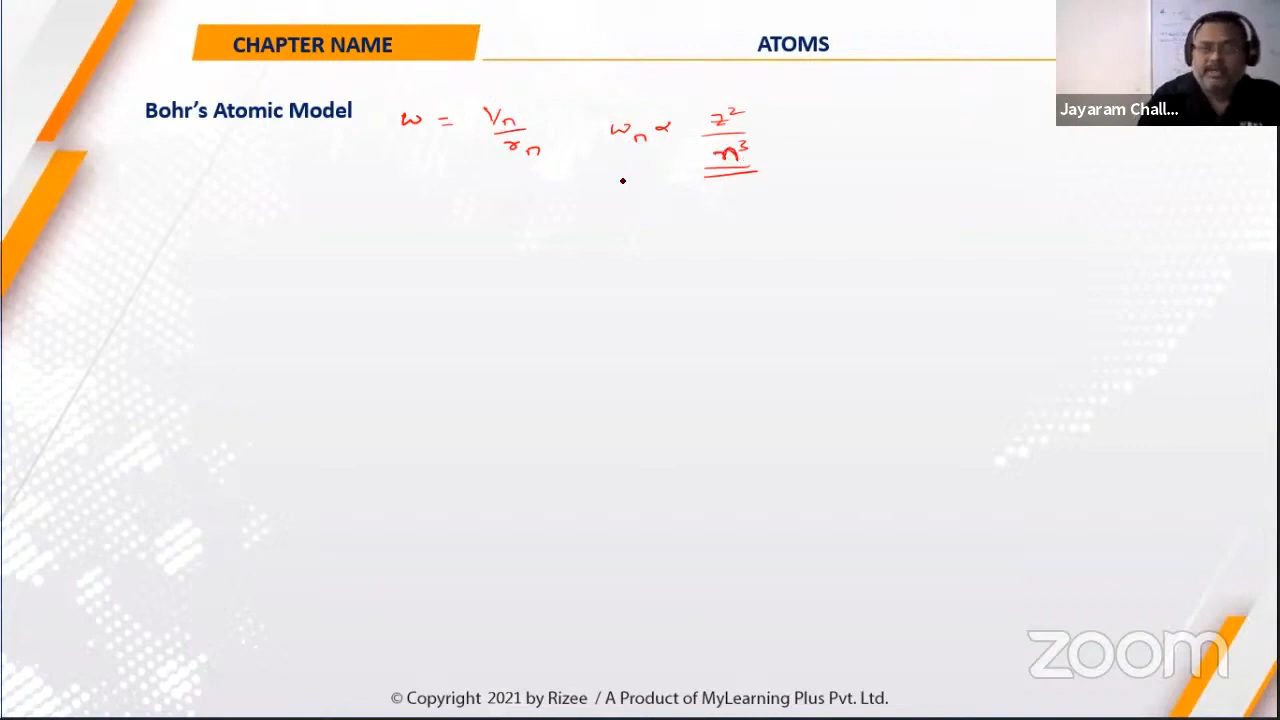 CHAPTER NAME
ATOMS
Jayaram Chall...
Bohr's Atomic Model
ω = Vn / rn
ωn ∝ z² / n³
zoom
© Copyright 2021 by Rizee / A Product of MyLearning Plus Pvt. Ltd.